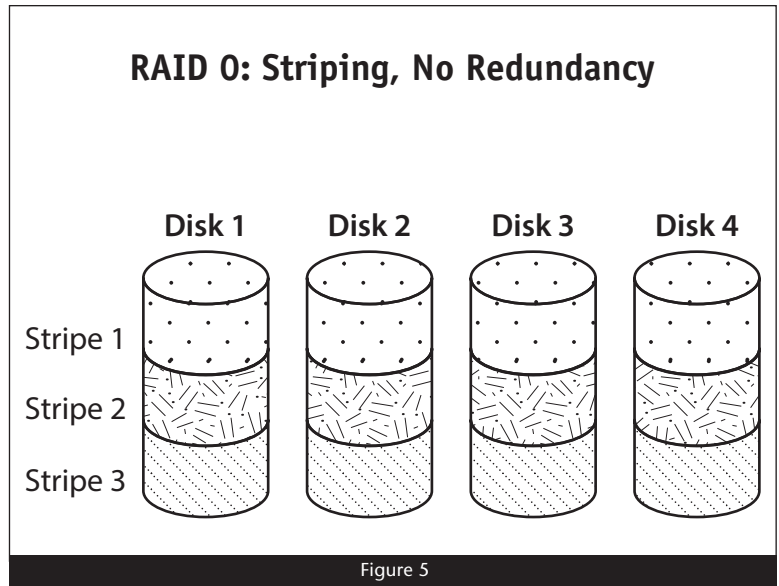 RAID 0: Striping, No Redundancy
Disk 1 Disk 2 Disk 3 Disk 4
Stripe 1
Stripe 2
Stripe 3
Figure 5